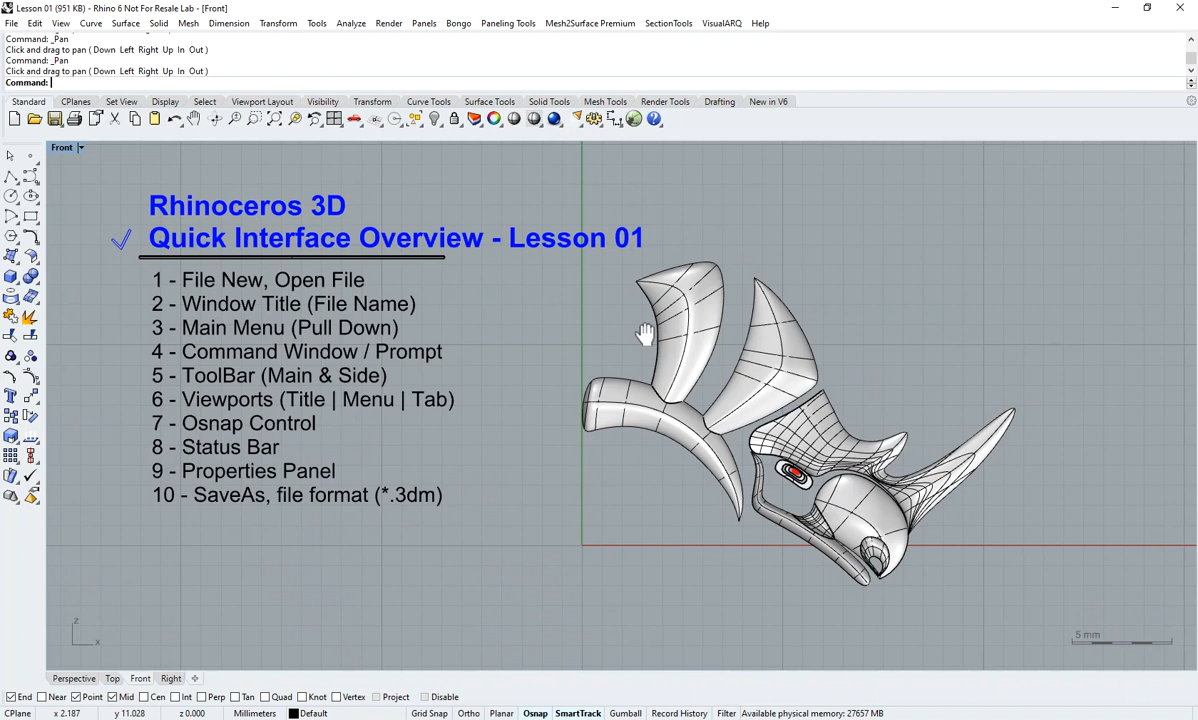 Lesson 01 (951 KB) - Rhino 6 Not For Resale Lab - [Front]
File Edit View Curve Surface Solid Mesh Dimension Transform Tools Analyze Render Panels Bongo Paneling Tools Mesh2Surface Premium SectionTools VisualARQ Help
Command: _Pan
Click and drag to pan ( Down Left Right Up In Out )
Command: _Pan
Click and drag to pan ( Down Left Right Up In Out )
Command:
Standard CPlanes Set View Display Select Viewport Layout Visibility Transform Curve Tools Surface Tools Solid Tools Mesh Tools Render Tools Drafting New in V6
Front
Rhinoceros 3D
Quick Interface Overview - Lesson 01
1 - File New, Open File
2 - Window Title (File Name)
3 - Main Menu (Pull Down)
4 - Command Window / Prompt
5 - ToolBar (Main & Side)
6 - Viewports (Title | Menu | Tab)
7 - Osnap Control
8 - Status Bar
9 - Properties Panel
10 - SaveAs, file format (*.3dm)
z
x
5 mm
Perspective Top Front Right
End Near Point Mid Cen Int Perp Tan Quad Knot Vertex Project Disable
CPlane x 2.187 y 11.028 z 0.000 Millimeters Default Grid Snap Ortho Planar Osnap SmartTrack Gumball Record History Filter Available physical memory: 27657 MB